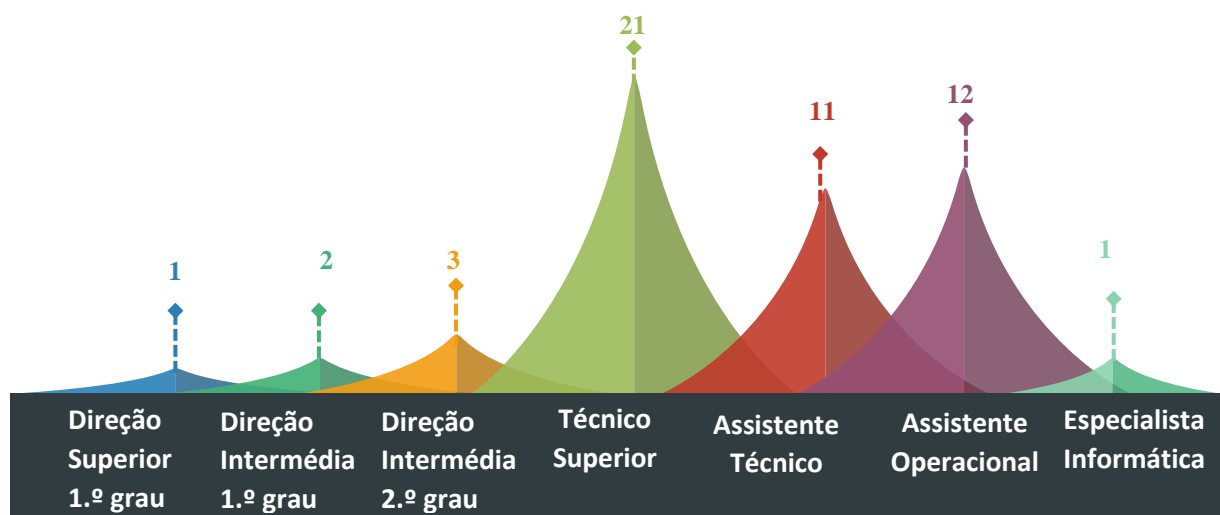 21
12
11
1
2
3
1
Direção
Superior
1.º grau
Direção
Intermédia
1.º grau
Direção
Intermédia
2.º grau
Técnico
Superior
Assistente
Técnico
Assistente
Operacional
Especialista
Informática